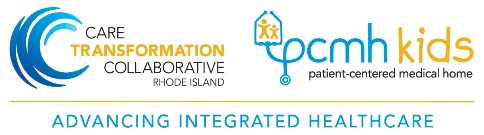 CARE
TRANSFORMATION
COLLABORATIVE
RHODE ISLAND
pcmh kids
patient-centered medical home
ADVANCING INTEGRATED HEALTHCARE